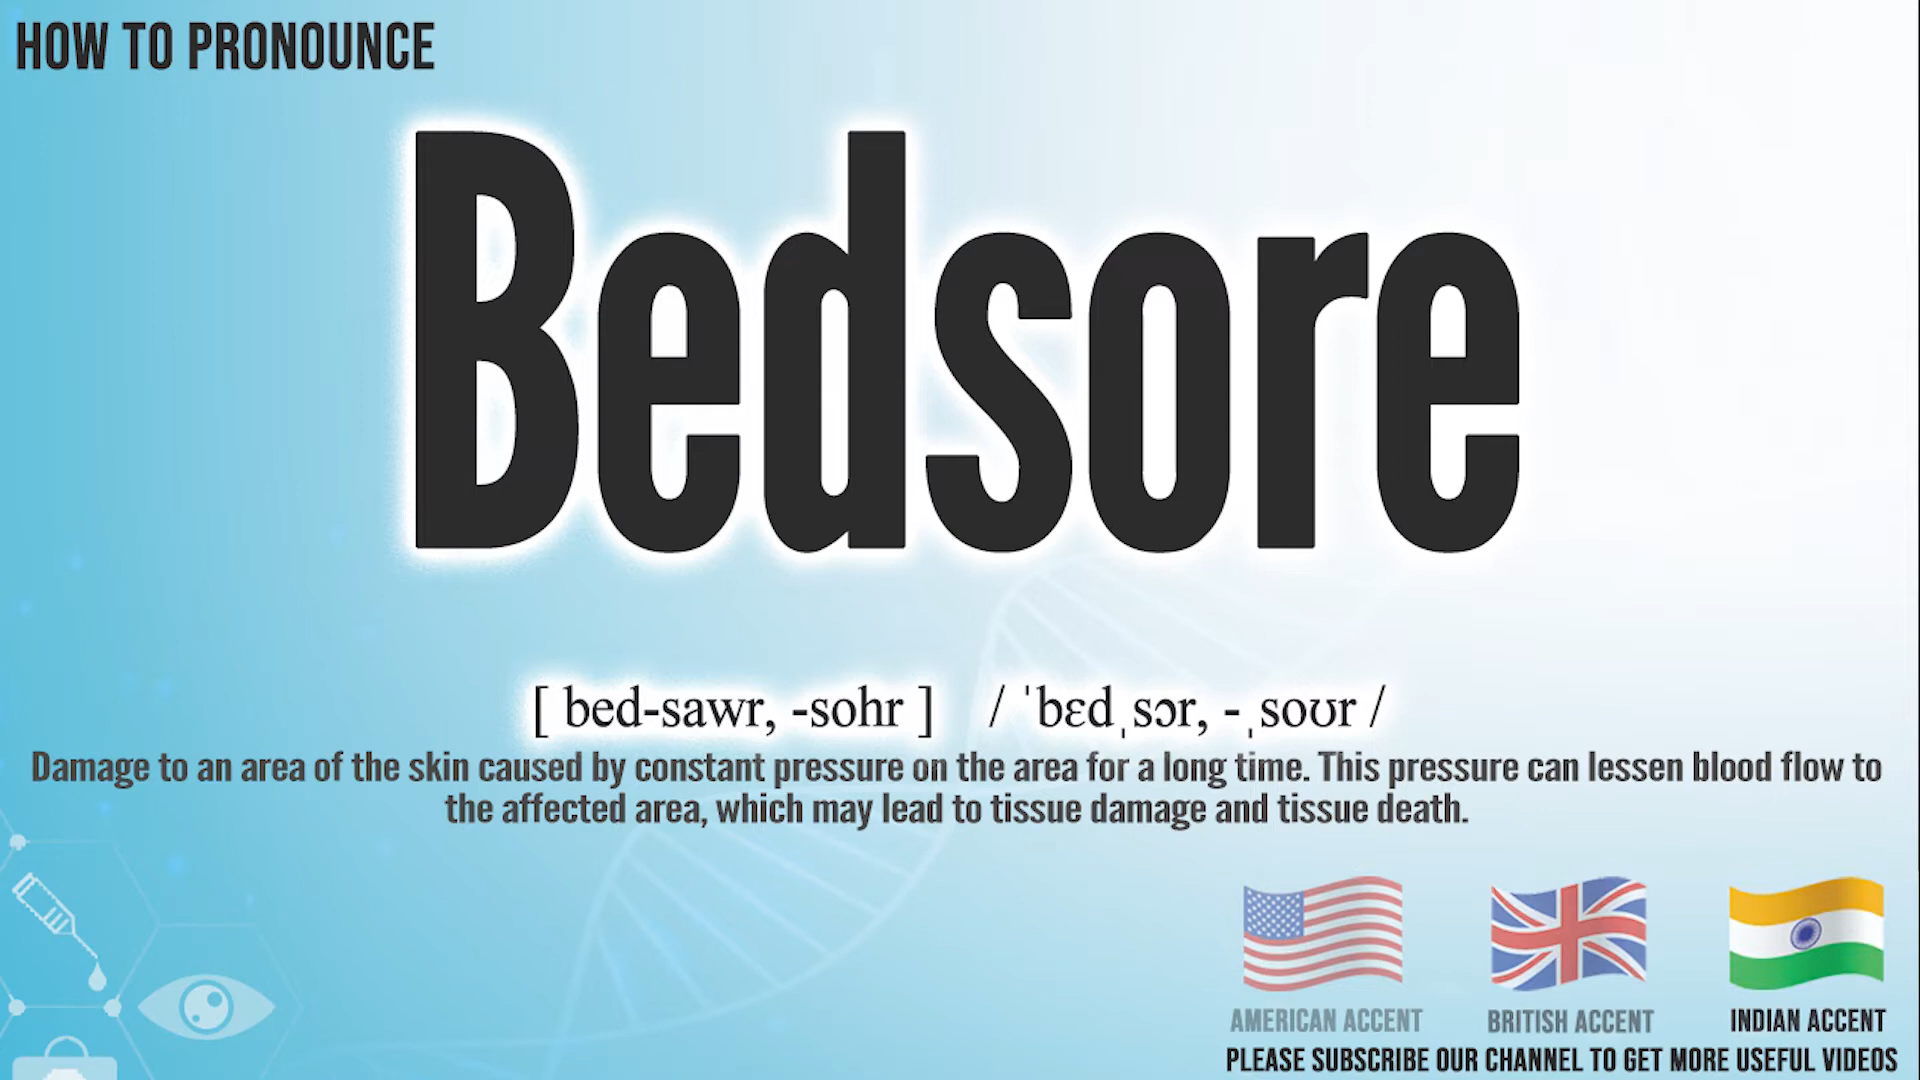 HOW TO PRONOUNCE
Bedsore
[ bed-sawr, -sohr ] / ˈbɛdˌsɔr, -ˌsoʊr /
Damage to an area of the skin caused by constant pressure on the area for a long time. This pressure can lessen blood flow to
the affected area, which may lead to tissue damage and tissue death.
AMERICAN ACCENT BRITISH ACCENT INDIAN ACCENT
PLEASE SUBSCRIBE OUR CHANNEL TO GET MORE USEFUL VIDEOS